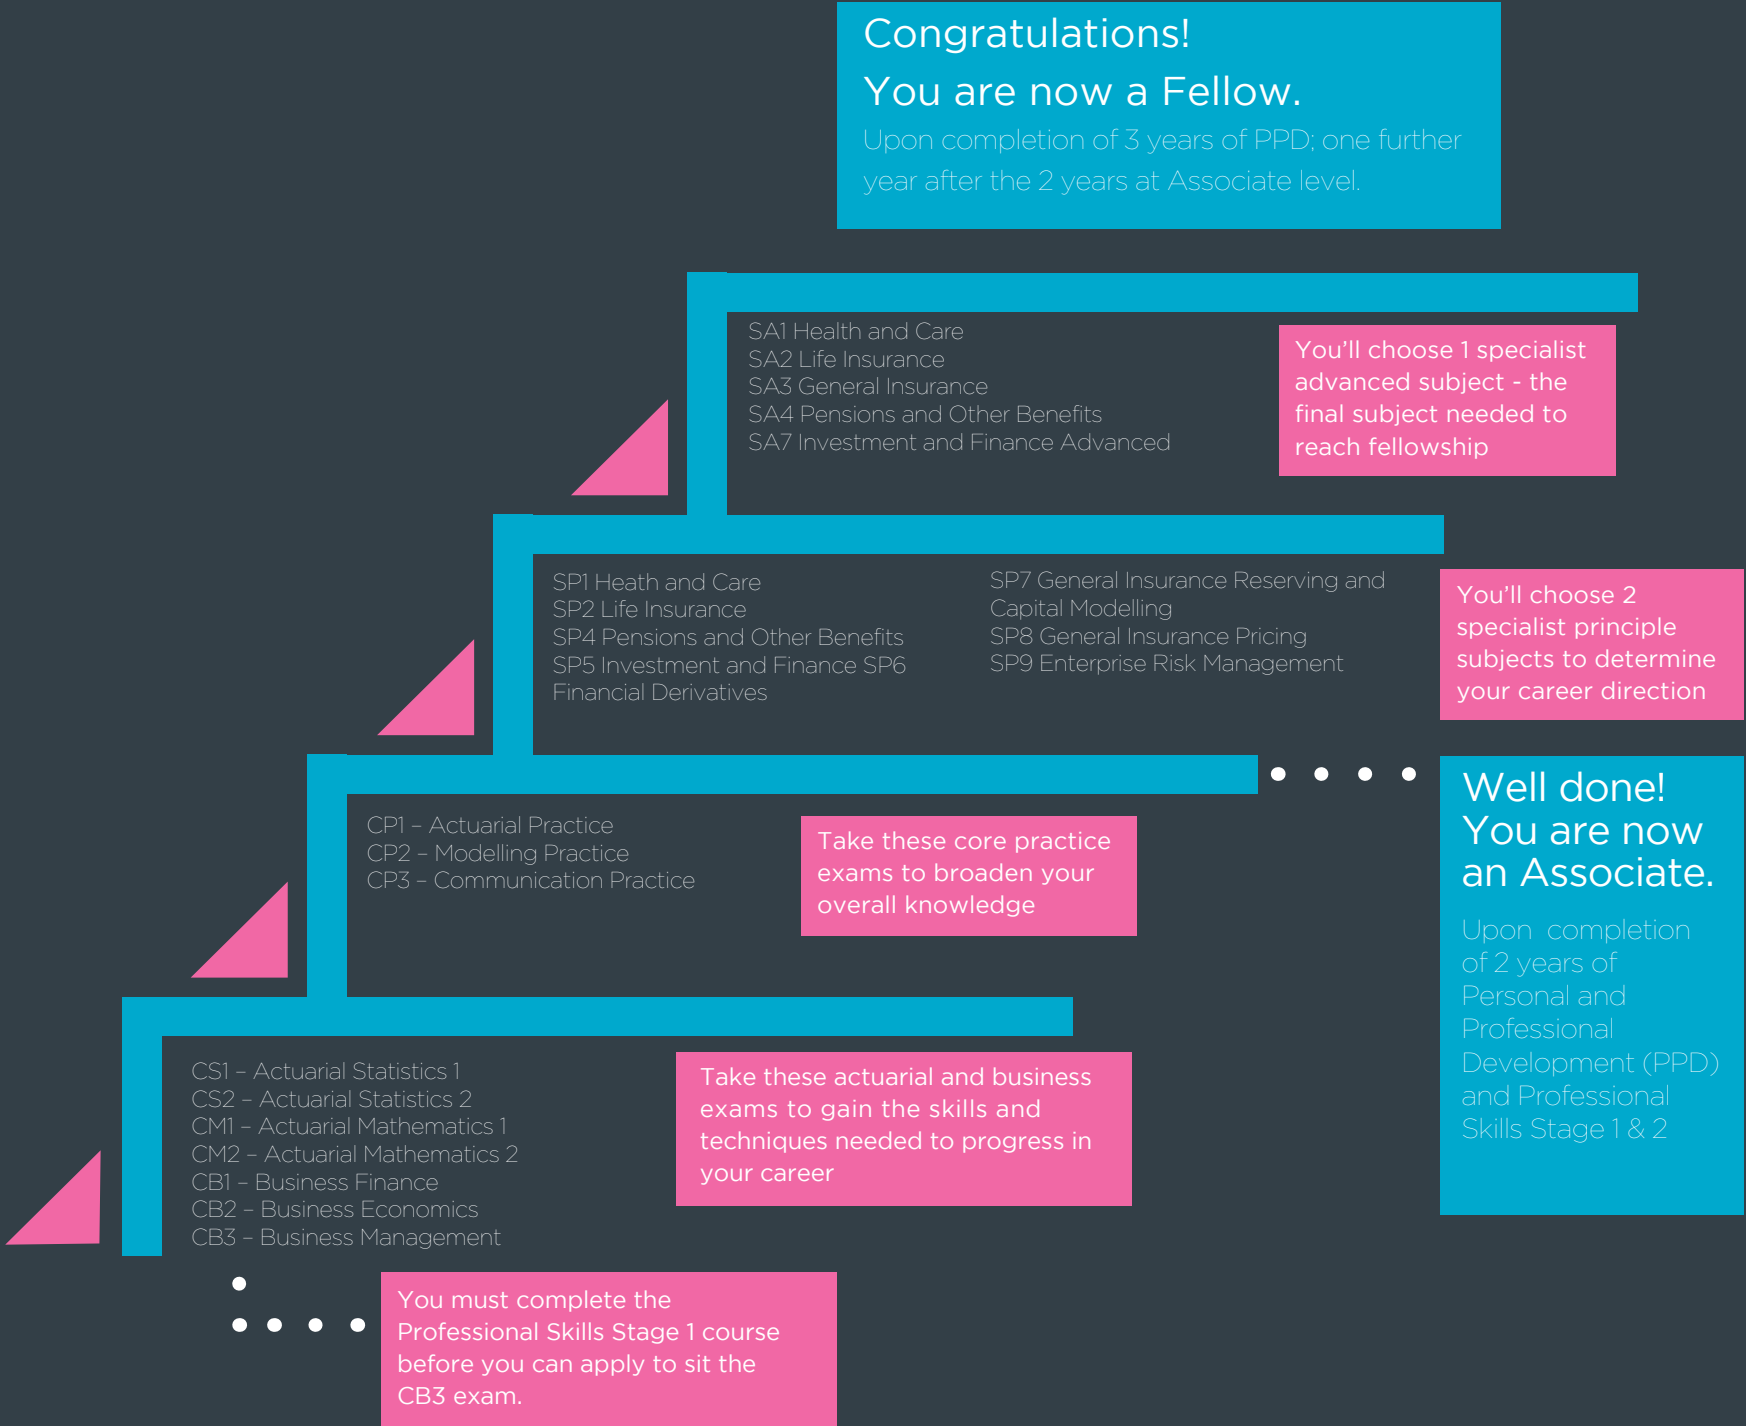 Congratulations!
You are now a Fellow.
Upon completion of 3 years of PPD; one further
year after the 2 years at Associate level.
SA1 Health and Care
SA2 Life Insurance
SA3 General Insurance
SA4 Pensions and Other Benefits
SA7 Investment and Finance Advanced
You'll choose 1 specialist
advanced subject - the
final subject needed to
reach fellowship
SP1 Heath and Care
SP2 Life Insurance
SP4 Pensions and Other Benefits
SP5 Investment and Finance SP6
Financial Derivatives
SP7 General Insurance Reserving and
Capital Modelling
SP8 General Insurance Pricing
SP9 Enterprise Risk Management
You'll choose 2
specialist principle
subjects to determine
your career direction
Well done!
You are now
an Associate.
Upon completion
of 2 years of
Personal and
Professional
Development (PPD)
and Professional
Skills Stage 1 & 2
CP1 – Actuarial Practice
CP2 – Modelling Practice
CP3 – Communication Practice
Take these core practice
exams to broaden your
overall knowledge
CS1 – Actuarial Statistics 1
CS2 – Actuarial Statistics 2
CM1 – Actuarial Mathematics 1
CM2 – Actuarial Mathematics 2
CB1 – Business Finance
CB2 – Business Economics
CB3 – Business Management
Take these actuarial and business
exams to gain the skills and
techniques needed to progress in
your career
You must complete the
Professional Skills Stage 1 course
before you can apply to sit the
CB3 exam.